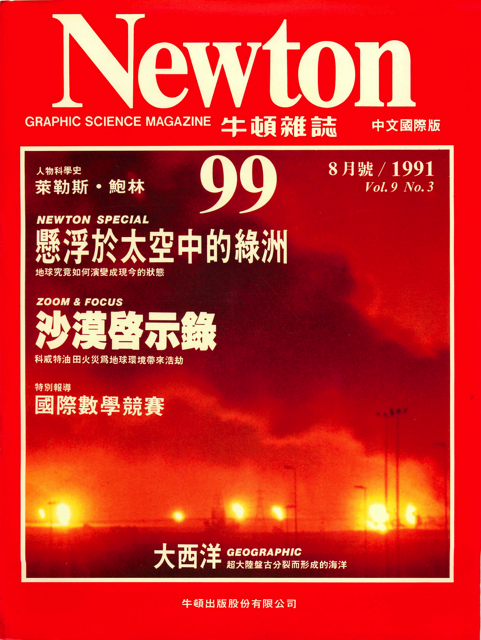 Newton
GRAPHIC SCIENCE MAGAZINE 牛頓雜誌 中文國際版
99
8月號 / 1991
Vol.9 No.3
人物科學史
萊勒斯・鮑林
NEWTON SPECIAL
懸浮於太空中的綠洲
地球究竟如何演變成現今的狀態
ZOOM & FOCUS
沙漠啓示錄
科威特油田火災爲地球環境帶來浩劫
特別報導
國際數學競賽
大西洋 GEOGRAPHIC
超大陸盤古分裂而形成的海洋
牛頓出版股份有限公司